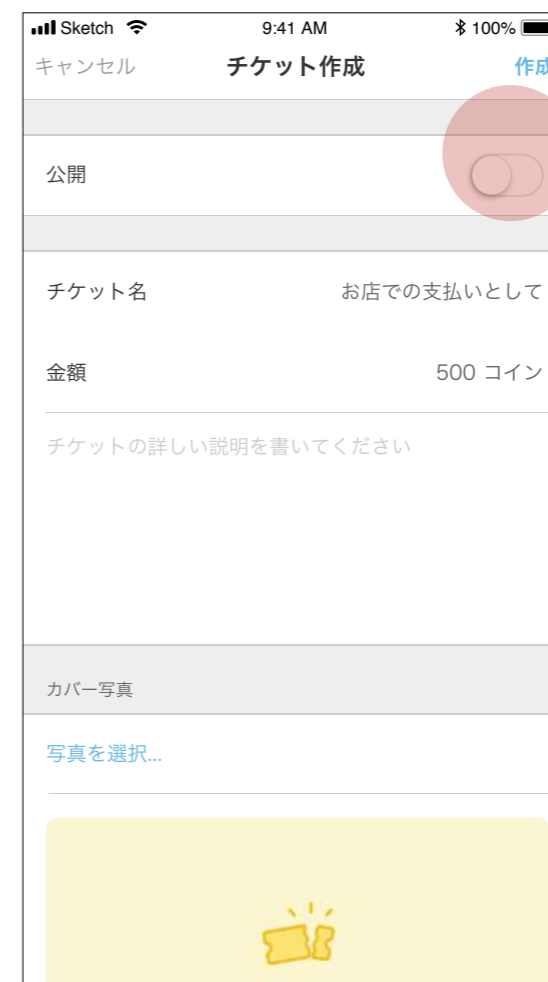 Sketch 9:41 AM 100%
キャンセル チケット作成 作成
公開
チケット名 お店での支払いとして
金額 500 コイン
チケットの詳しい説明を書いてください
カバー写真
写真を選択...